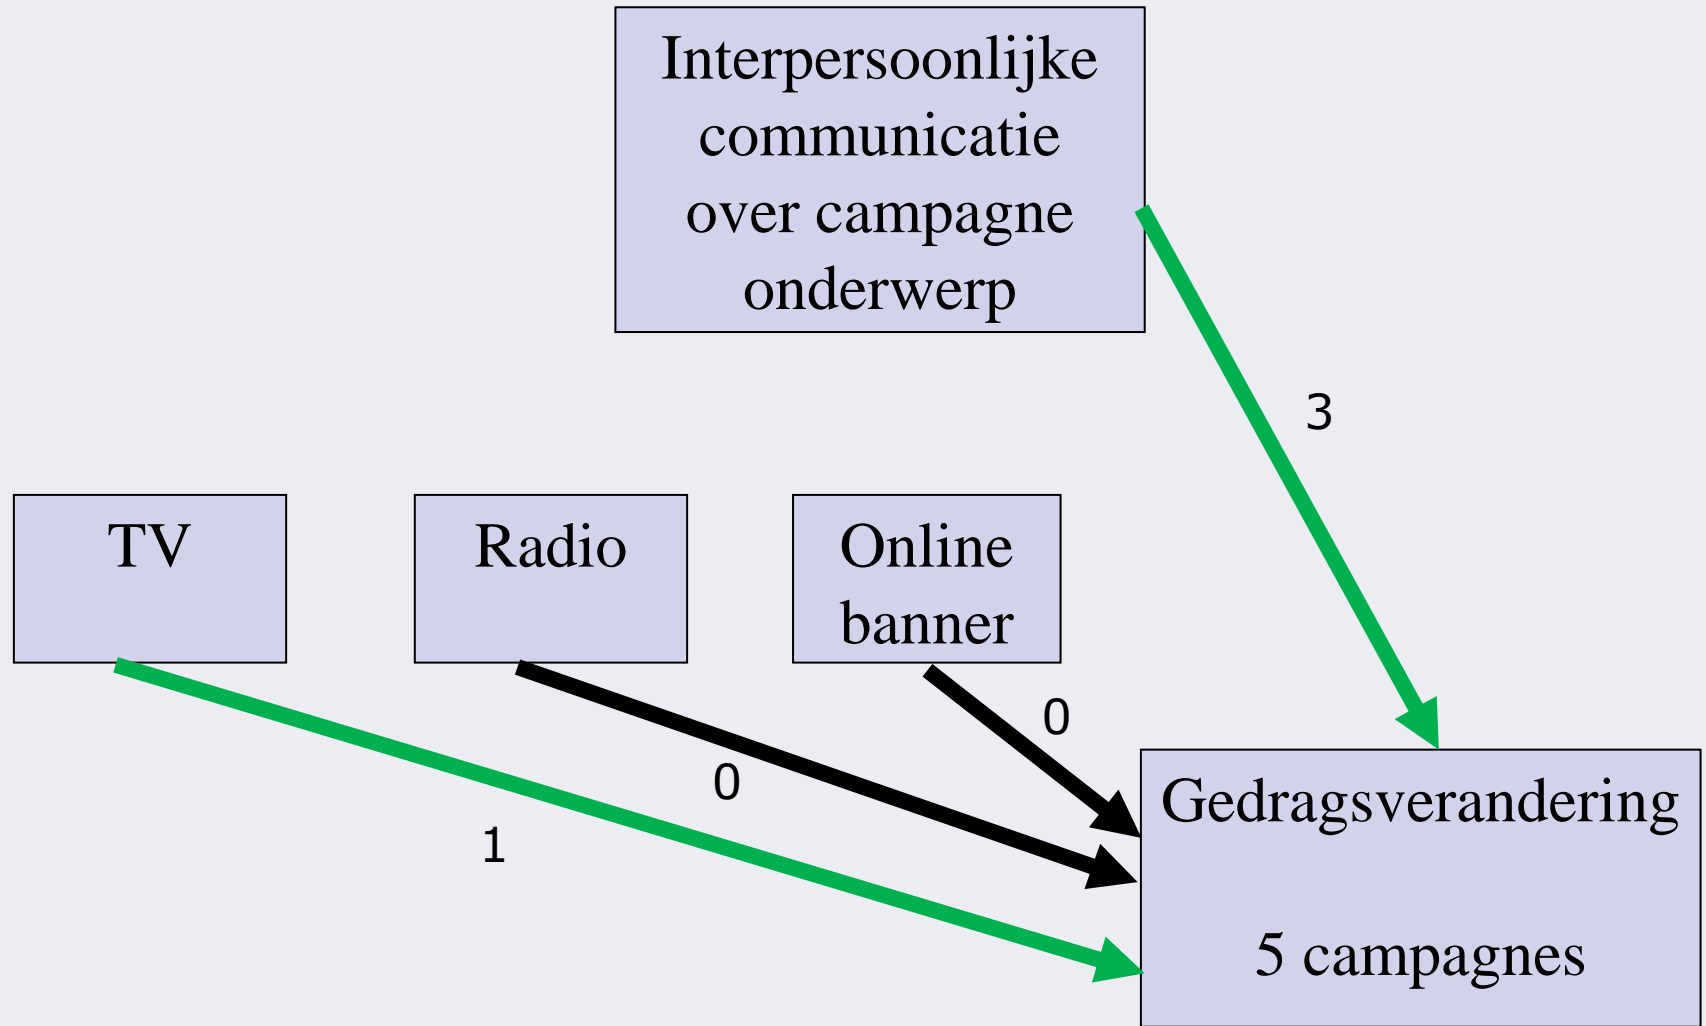 Interpersoonlijke
communicatie
over campagne
onderwerp
3
TV
Radio
Online
banner
0
0
1
Gedragsverandering
5 campagnes